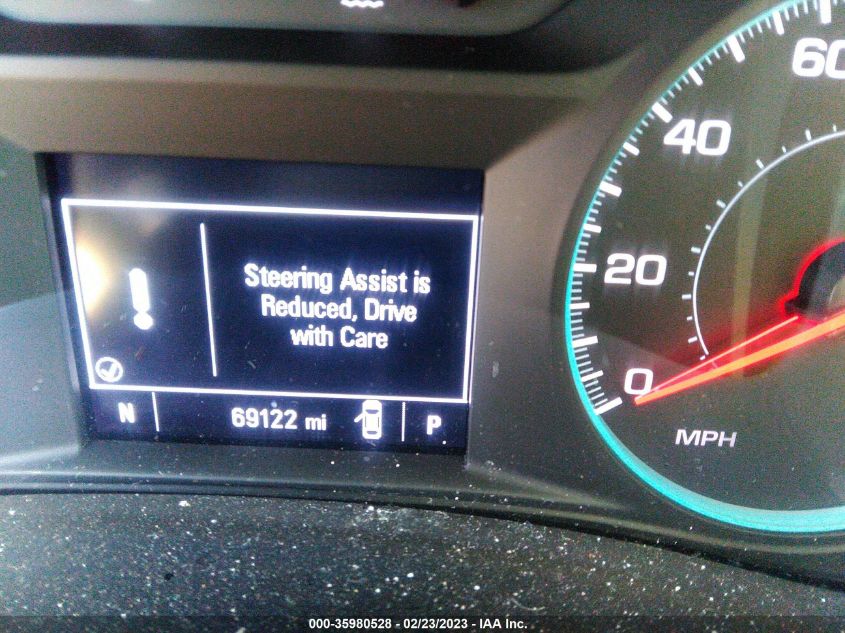 Steering Assist is
Reduced, Drive
with Care
N 69122 mi P
60
40
20
0
MPH
000-35980528 - 02/23/2023 - IAA Inc.